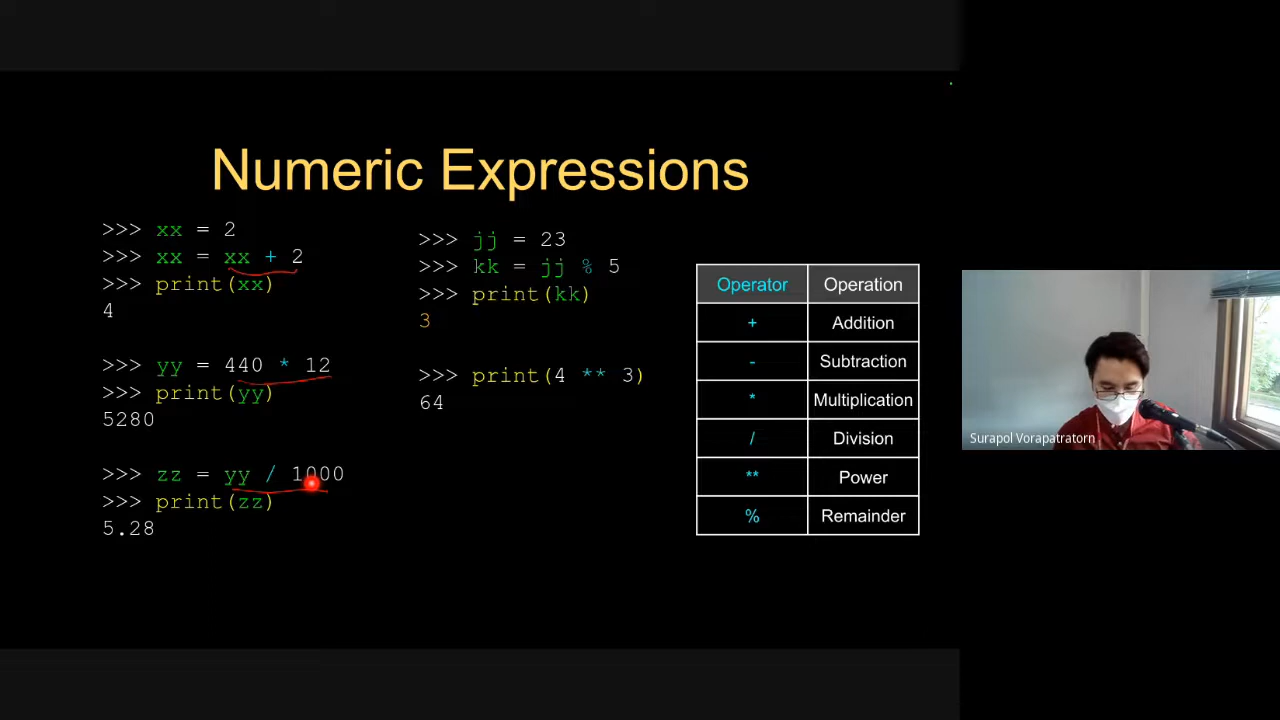 Numeric Expressions
>>> xx = 2
>>> xx = xx + 2
>>> print(xx)
4
>>> yy = 440 * 12
>>> print(yy)
5280
>>> zz = yy / 1000
>>> print(zz)
5.28
>>> jj = 23
>>> kk = jj % 5
>>> print(kk)
3
>>> print(4 ** 3)
64
Operator Operation
+ Addition
- Subtraction
* Multiplication
/ Division
** Power
% Remainder
Surapol Vorapatratorn